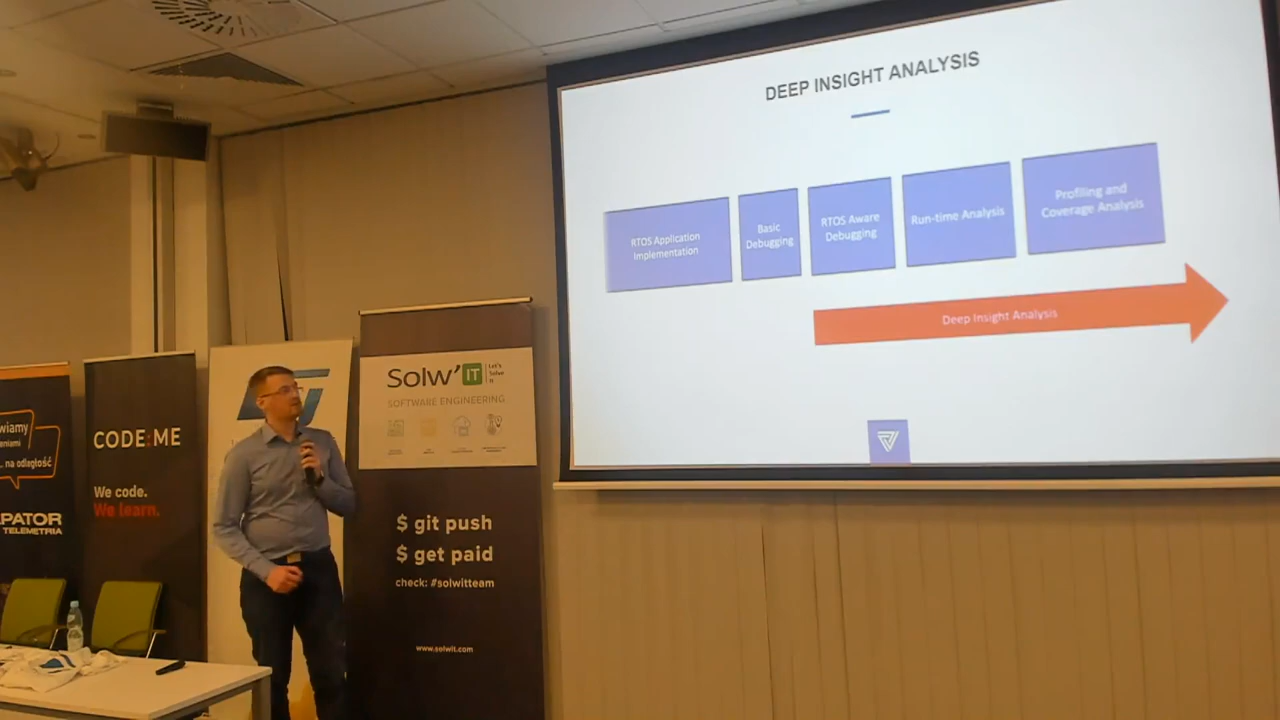 DEEP INSIGHT ANALYSIS
RTOS Application
Implementation
Basic
Debugging
RTOS Aware
Debugging
Run-time Analysis
Profiling and
Coverage Analysis
Deep Insight Analysis
na odległość
APATOR
TELEMETRIA
CODE:ME
We code.
We learn.
Solw'IT
Let's
Solve
It
SOFTWARE ENGINEERING
$ git push
$ get paid
check: #solwitteam
www.solwit.com